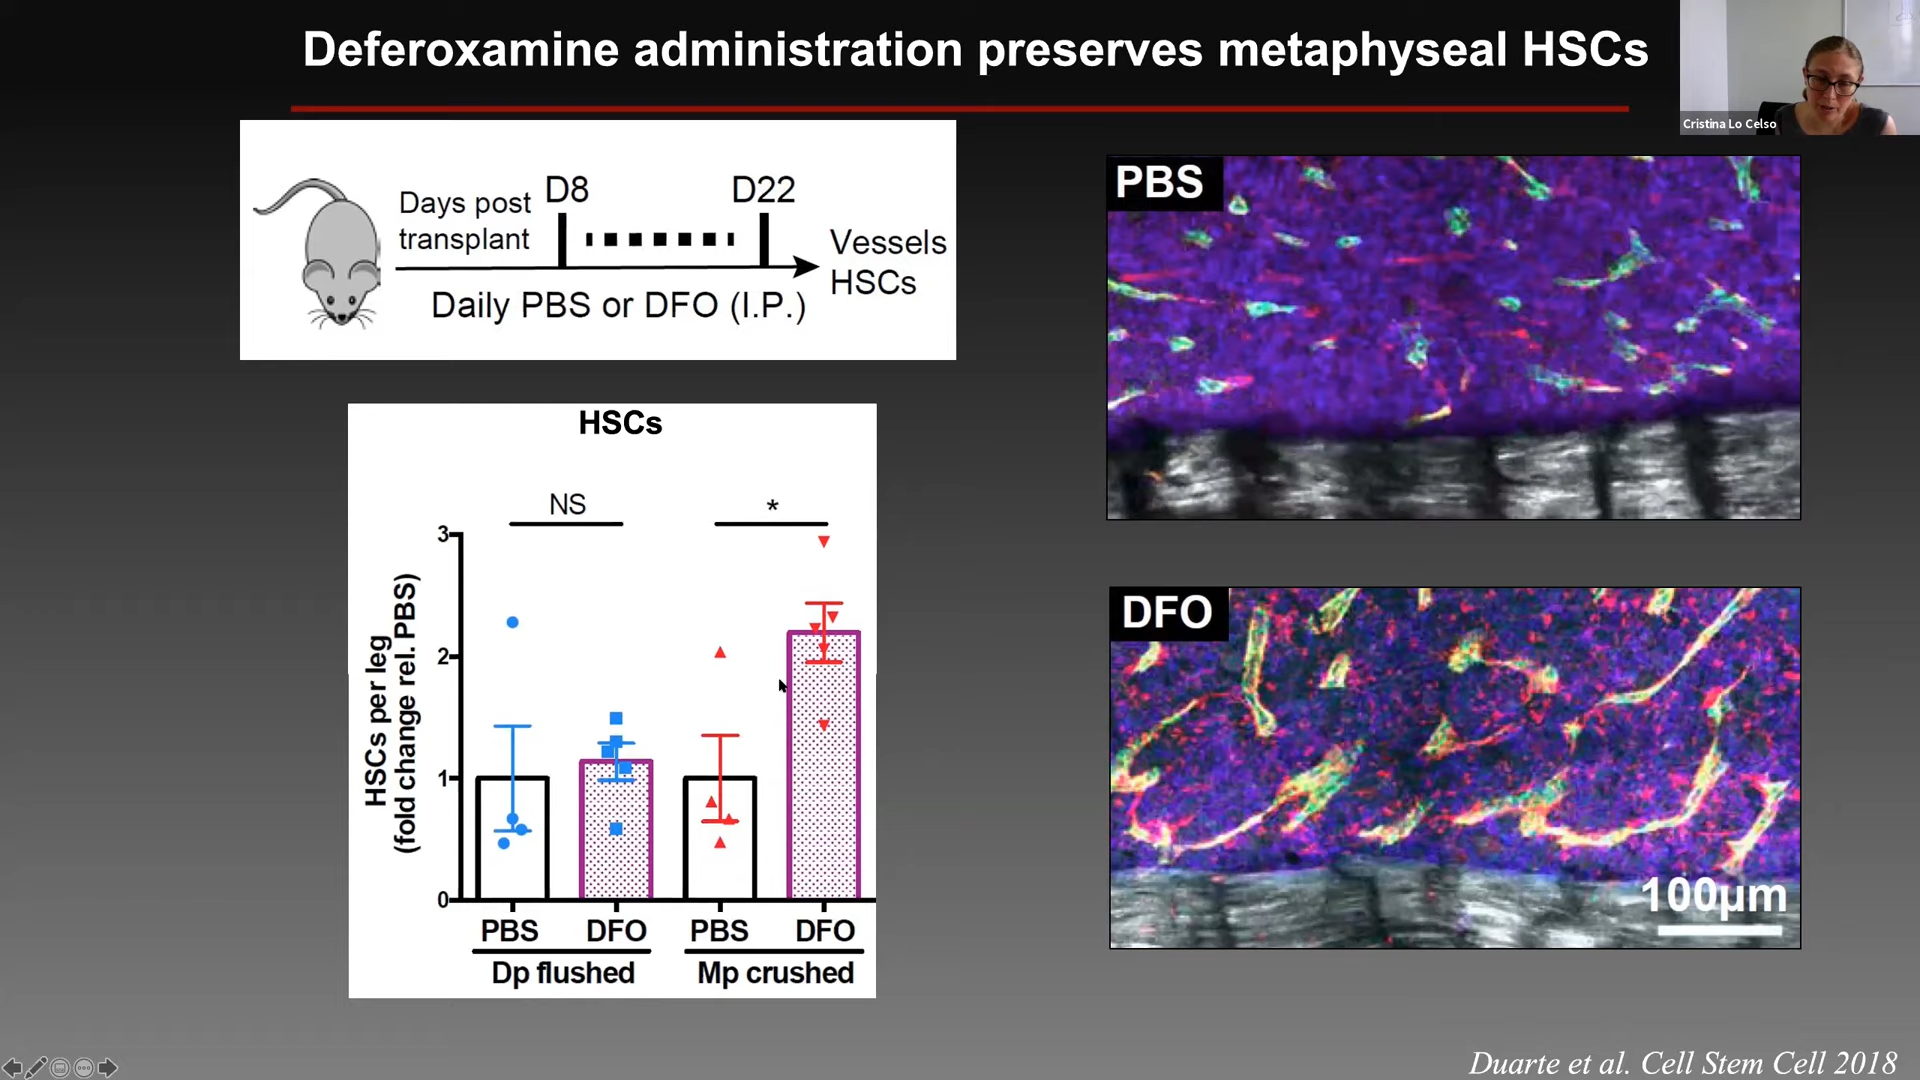 Deferoxamine administration preserves metaphyseal HSCs
Cristina Lo Celso
Days post
transplant
D8
D22
Vessels
HSCs
Daily PBS or DFO (I.P.)
PBS
HSCs
NS
*
3
2
1
0
HSCs per leg
(fold change rel. PBS)
PBS
DFO
PBS
DFO
Dp flushed
Mp crushed
DFO
100µm
Duarte et al. Cell Stem Cell 2018